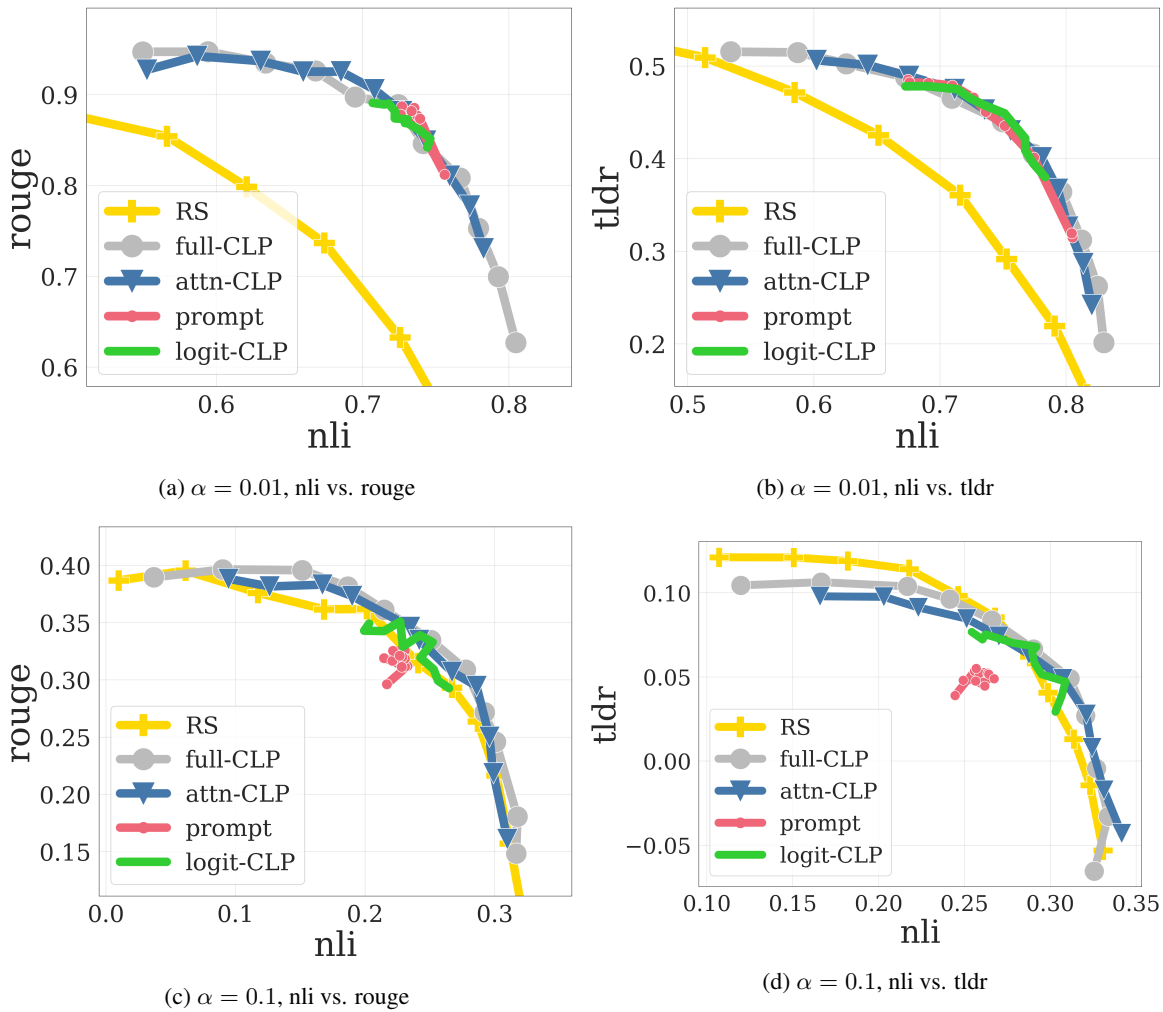 0.9
0.8
0.7
0.6
rouge
RS
full-CLP
attn-CLP
prompt
logit-CLP
0.6 0.7 0.8
nli
(a) α = 0.01, nli vs. rouge
0.5
0.4
0.3
0.2
tldr
RS
full-CLP
attn-CLP
prompt
logit-CLP
0.5 0.6 0.7 0.8
nli
(b) α = 0.01, nli vs. tldr
0.40
0.35
0.30
0.25
0.20
0.15
rouge
RS
full-CLP
attn-CLP
prompt
logit-CLP
0.0 0.1 0.2 0.3
nli
(c) α = 0.1, nli vs. rouge
0.10
0.05
0.00
−0.05
tldr
RS
full-CLP
attn-CLP
prompt
logit-CLP
0.10 0.15 0.20 0.25 0.30 0.35
nli
(d) α = 0.1, nli vs. tldr